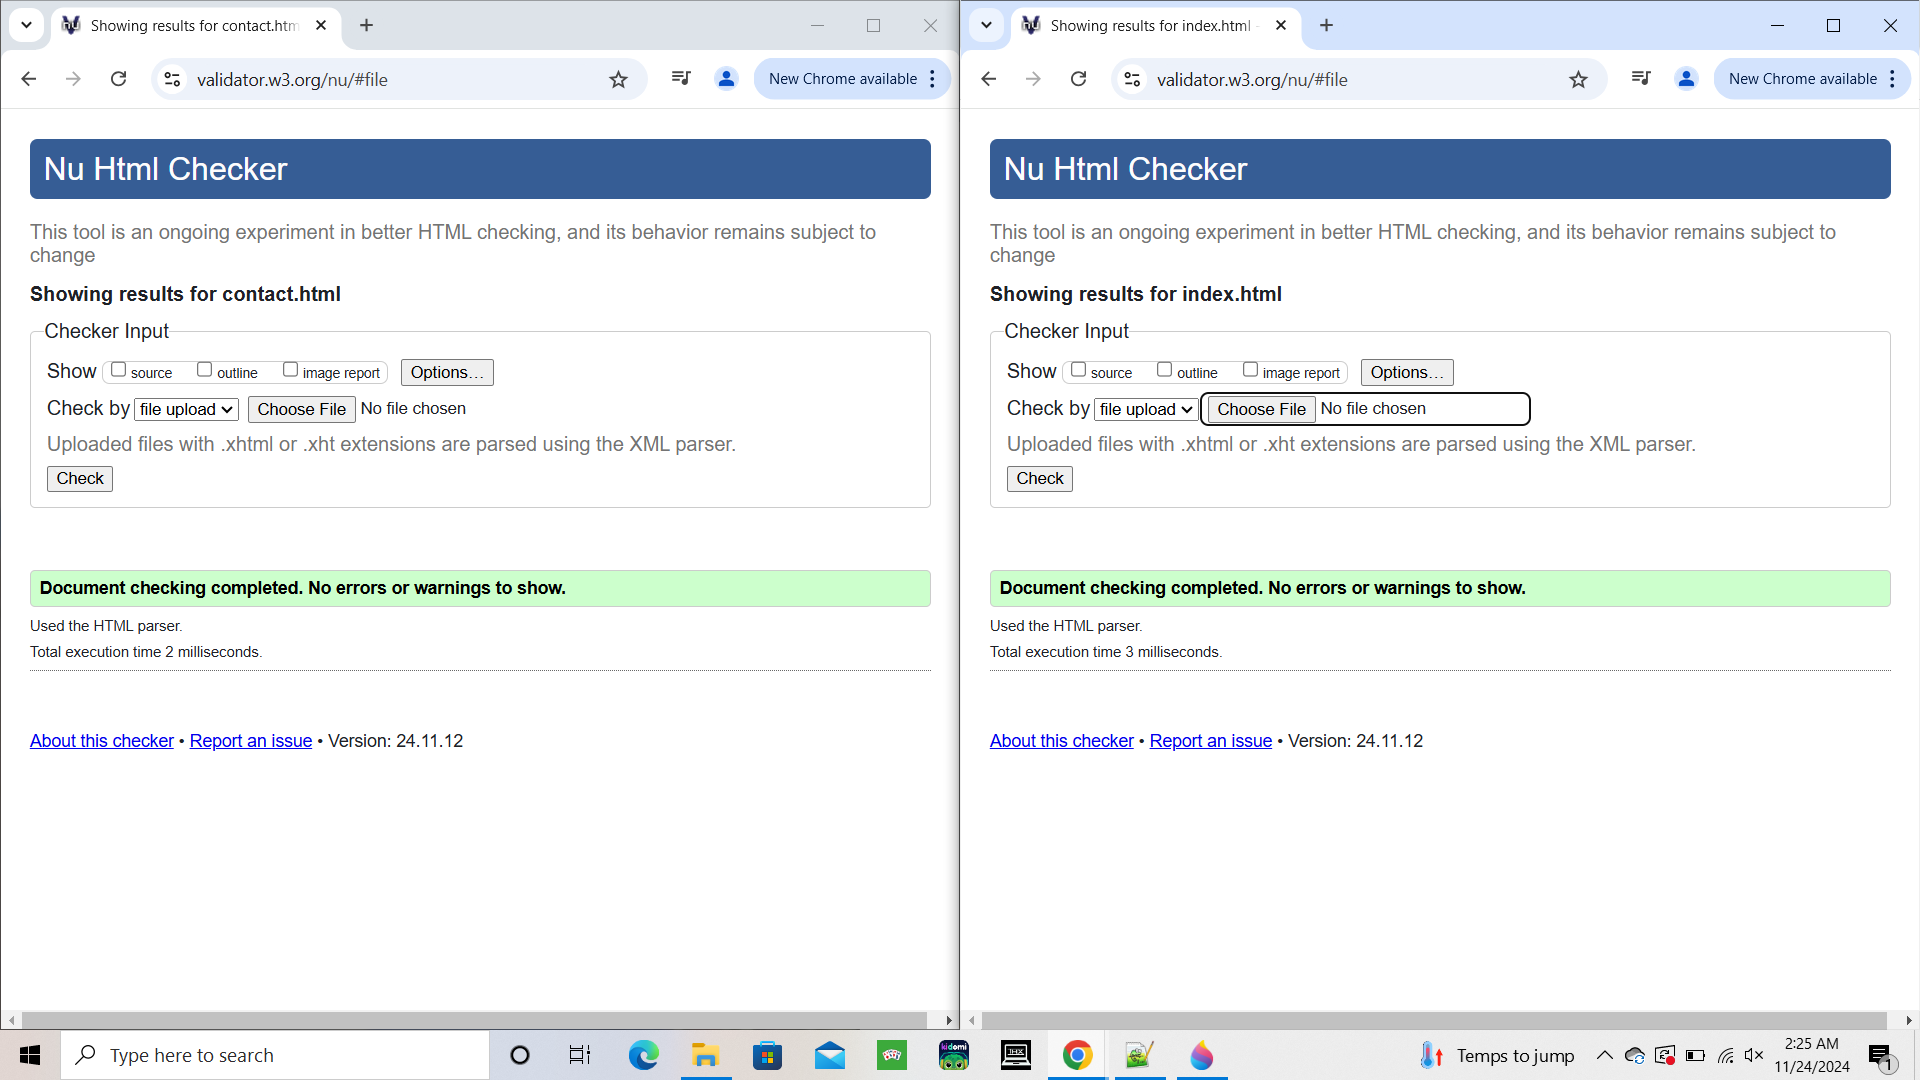 Showing results for contact.htm
validator.w3.org/nu/#file
New Chrome available
Nu Html Checker
This tool is an ongoing experiment in better HTML checking, and its behavior remains subject to
change
Showing results for contact.html
Checker Input
Show source outline image report Options...
Check by file upload Choose File No file chosen
Uploaded files with .xhtml or .xht extensions are parsed using the XML parser.
Check
Document checking completed. No errors or warnings to show.
Used the HTML parser.
Total execution time 2 milliseconds.
About this checker • Report an issue • Version: 24.11.12
Showing results for index.html -
validator.w3.org/nu/#file
New Chrome available
Nu Html Checker
This tool is an ongoing experiment in better HTML checking, and its behavior remains subject to
change
Showing results for index.html
Checker Input
Show source outline image report Options...
Check by file upload Choose File No file chosen
Uploaded files with .xhtml or .xht extensions are parsed using the XML parser.
Check
Document checking completed. No errors or warnings to show.
Used the HTML parser.
Total execution time 3 milliseconds.
About this checker • Report an issue • Version: 24.11.12
Type here to search
kidomi
THX
Temps to jump
2:25 AM
11/24/2024
1